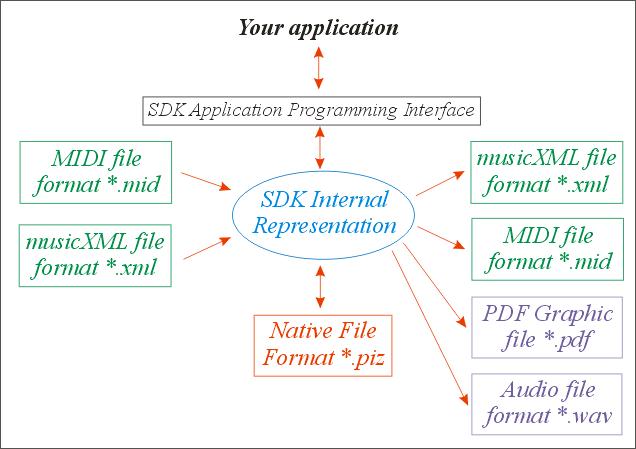 Your application
SDK Application Programming Interface
MIDI file
format *.mid
musicXML file
format *.xml
SDK Internal
Representation
musicXML file
format *.xml
MIDI file
format *.mid
Native File
Format *.piz
PDF Graphic
file *.pdf
Audio file
format *.wav